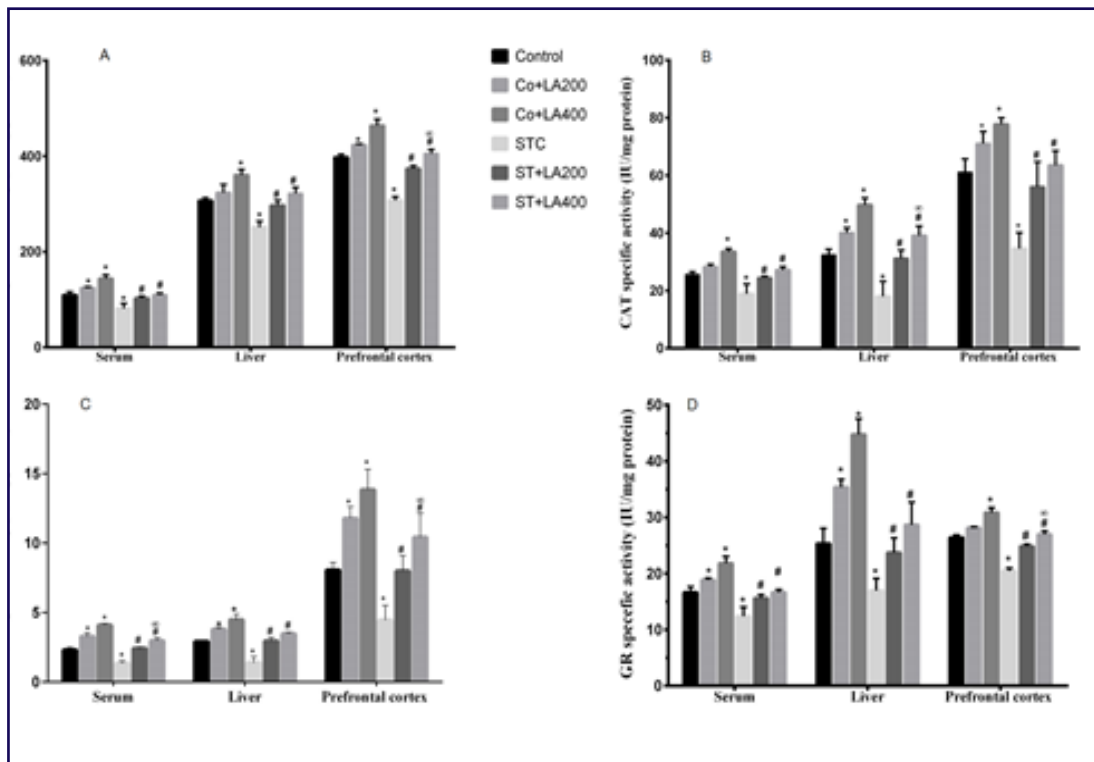 A
600
400
200
0
Serum
Liver
Prefrontal cortex
* * * # #
* * # #
* * * # # @
Control
Co+LA200
Co+LA400
STC
ST+LA200
ST+LA400
B
CAT specific activity (IU/mg protein)
100
80
60
40
20
0
Serum
Liver
Prefrontal cortex
* * # #
* * * # # @
* * * # #
C
20
15
10
5
0
Serum
Liver
Prefrontal cortex
* * * # # @
* * * # #
* * * # # @
D
GR specefic activity (IU/mg protein)
50
40
30
20
10
0
Serum
Liver
Prefrontal cortex
* * * # #
* * * # #
* * # # @